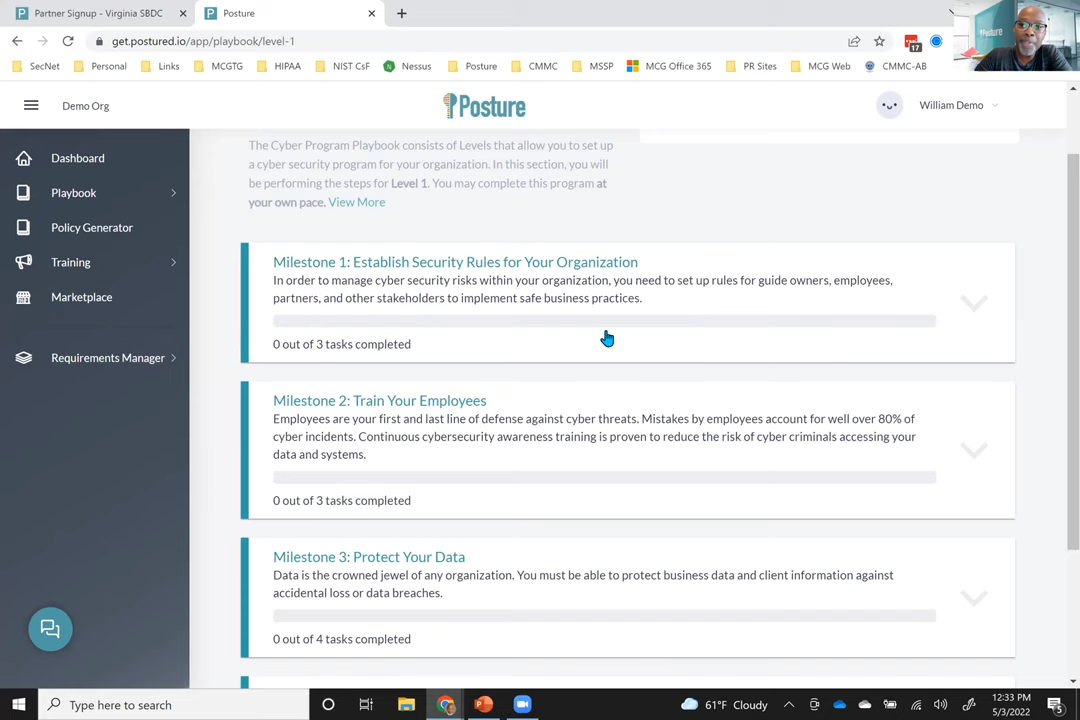 Partner Signup - Virginia SBDC
Posture
get.postured.io/app/playbook/level-1
17
SecNet
Personal
Links
MCGTG
HIPAA
NIST CsF
Nessus
Posture
CMMC
MSSP
MCG Office 365
PR Sites
MCG Web
CMMC-AB
Posture
Demo Org
Posture
William Demo
Dashboard
Playbook
Policy Generator
Training
Marketplace
Requirements Manager
The Cyber Program Playbook consists of Levels that allow you to set up
a cyber security program for your organization. In this section, you will
be performing the steps for Level 1. You may complete this program at
your own pace. View More
Milestone 1: Establish Security Rules for Your Organization
In order to manage cyber security risks within your organization, you need to set up rules for guide owners, employees,
partners, and other stakeholders to implement safe business practices.
0 out of 3 tasks completed
Milestone 2: Train Your Employees
Employees are your first and last line of defense against cyber threats. Mistakes by employees account for well over 80% of
cyber incidents. Continuous cybersecurity awareness training is proven to reduce the risk of cyber criminals accessing your
data and systems.
0 out of 3 tasks completed
Milestone 3: Protect Your Data
Data is the crowned jewel of any organization. You must be able to protect business data and client information against
accidental loss or data breaches.
0 out of 4 tasks completed
Type here to search
61°F Cloudy
12:33 PM
5/3/2022
5